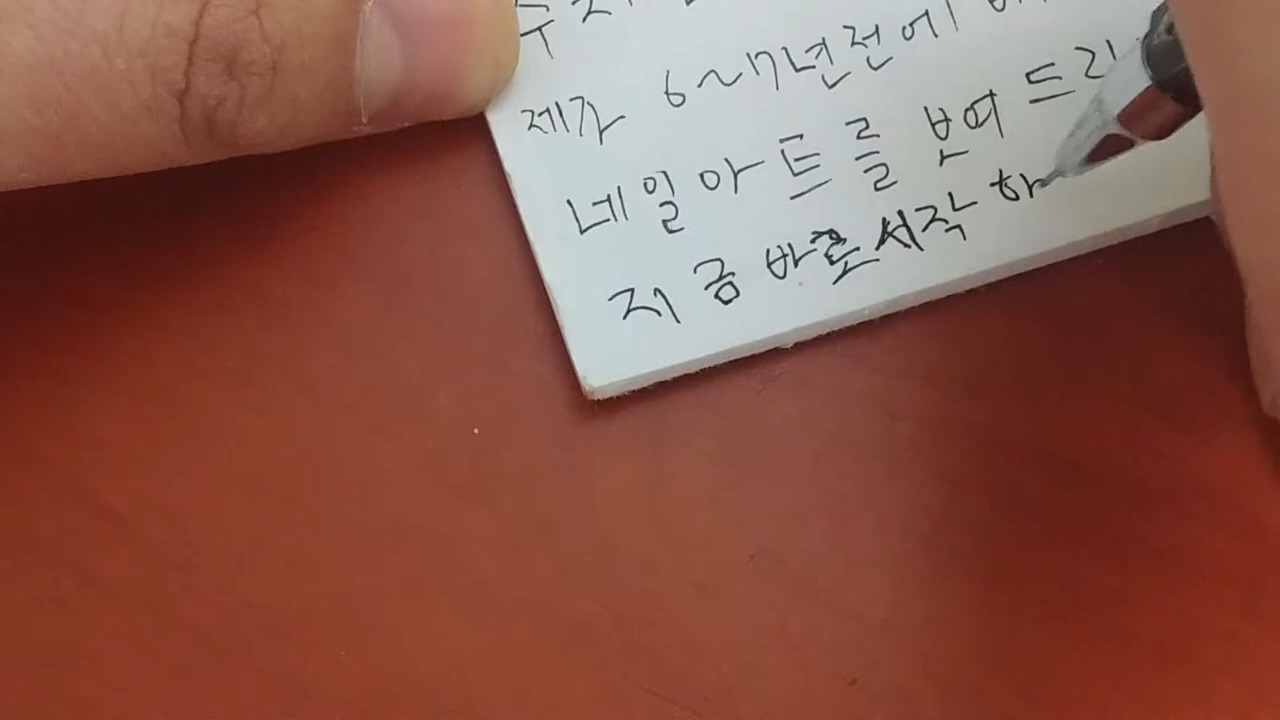 제가 6~7년전에
네일아트를 보여드리
지금바로시작하